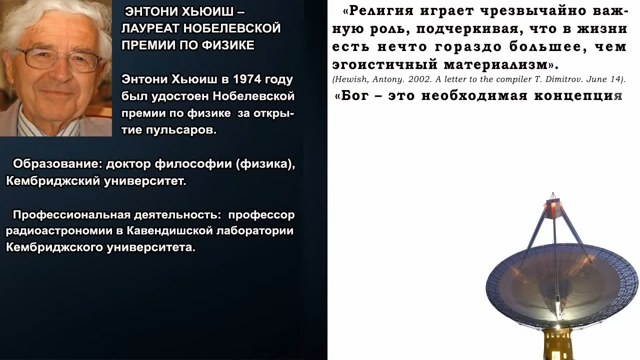 ЭНТОНИ ХЬЮИШ –
ЛАУРЕАТ НОБЕЛЕВСКОЙ
ПРЕМИИ ПО ФИЗИКЕ
Энтони Хьюиш в 1974 году
был удостоен Нобелевской
премии по физике за откры-
тие пульсаров.
Образование: доктор философии (физика),
Кембриджский университет.
Профессиональная деятельность: профессор
радиоастрономии в Кавендишской лаборатории
Кембриджского университета.
«Религия играет чрезвычайно важ-
ную роль, подчеркивая, что в жизни
есть нечто гораздо большее, чем
эгоистичный материализм».
(Hewish, Antony. 2002. A letter to the compiler T. Dimitrov. June 14).
«Бог – это необходимая концепция